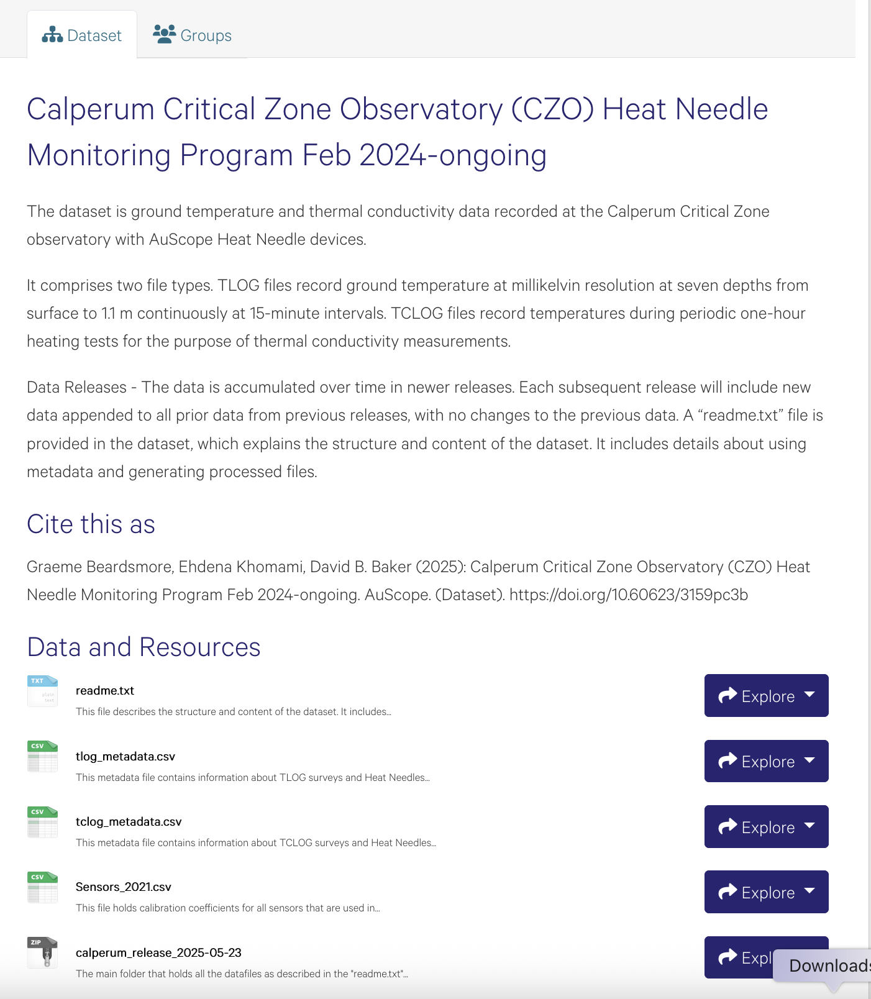 Dataset Groups
Calperum Critical Zone Observatory (CZO) Heat Needle
Monitoring Program Feb 2024-ongoing
The dataset is ground temperature and thermal conductivity data recorded at the Calperum Critical Zone
observatory with AuScope Heat Needle devices.
It comprises two file types. TLOG files record ground temperature at millikelvin resolution at seven depths from
surface to 1.1 m continuously at 15-minute intervals. TCLOG files record temperatures during periodic one-hour
heating tests for the purpose of thermal conductivity measurements.
Data Releases - The data is accumulated over time in newer releases. Each subsequent release will include new
data appended to all prior data from previous releases, with no changes to the previous data. A “readme.txt” file is
provided in the dataset, which explains the structure and content of the dataset. It includes details about using
metadata and generating processed files.
Cite this as
Graeme Beardsmore, Ehdena Khomami, David B. Baker (2025): Calperum Critical Zone Observatory (CZO) Heat
Needle Monitoring Program Feb 2024-ongoing. AuScope. (Dataset). https://doi.org/10.60623/3159pc3b
Data and Resources
TXT
plain
text
readme.txt
This file describes the structure and content of the dataset. It includes...
Explore
CSV
tlog_metadata.csv
This metadata file contains information about TLOG surveys and Heat Needles...
Explore
CSV
tclog_metadata.csv
This metadata file contains information about TCLOG surveys and Heat Needles...
Explore
CSV
Sensors_2021.csv
This file holds calibration coefficients for all sensors that are used in...
Explore
ZIP
calperum_release_2025-05-23
The main folder that holds all the datafiles as described in the "readme.txt"...
Expl
Downloads